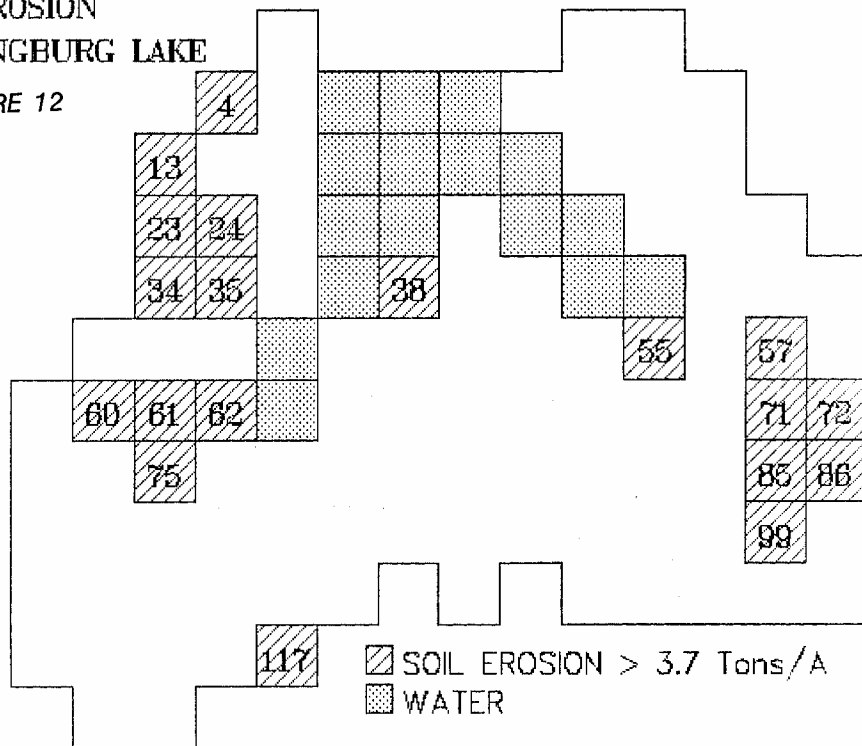 ROSION
NGBURG LAKE
RE 12
4
13
23 24
34 35 38
55 57
60 61 62 71 72
75 85 86
99
117
SOIL EROSION > 3.7 Tons/A
WATER